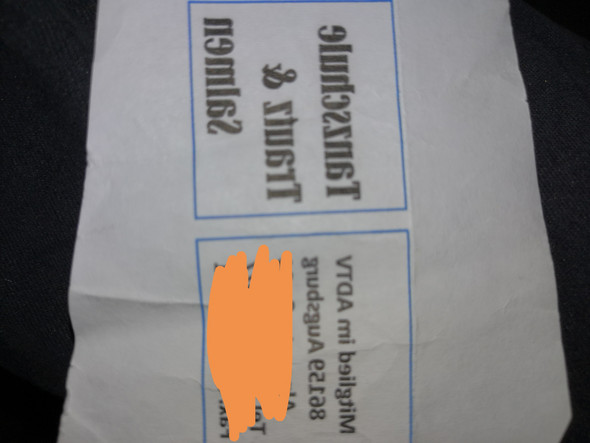 Tanzschule
Trautz &
Salmen
Mitglied im ADTV
86159 Augsburg